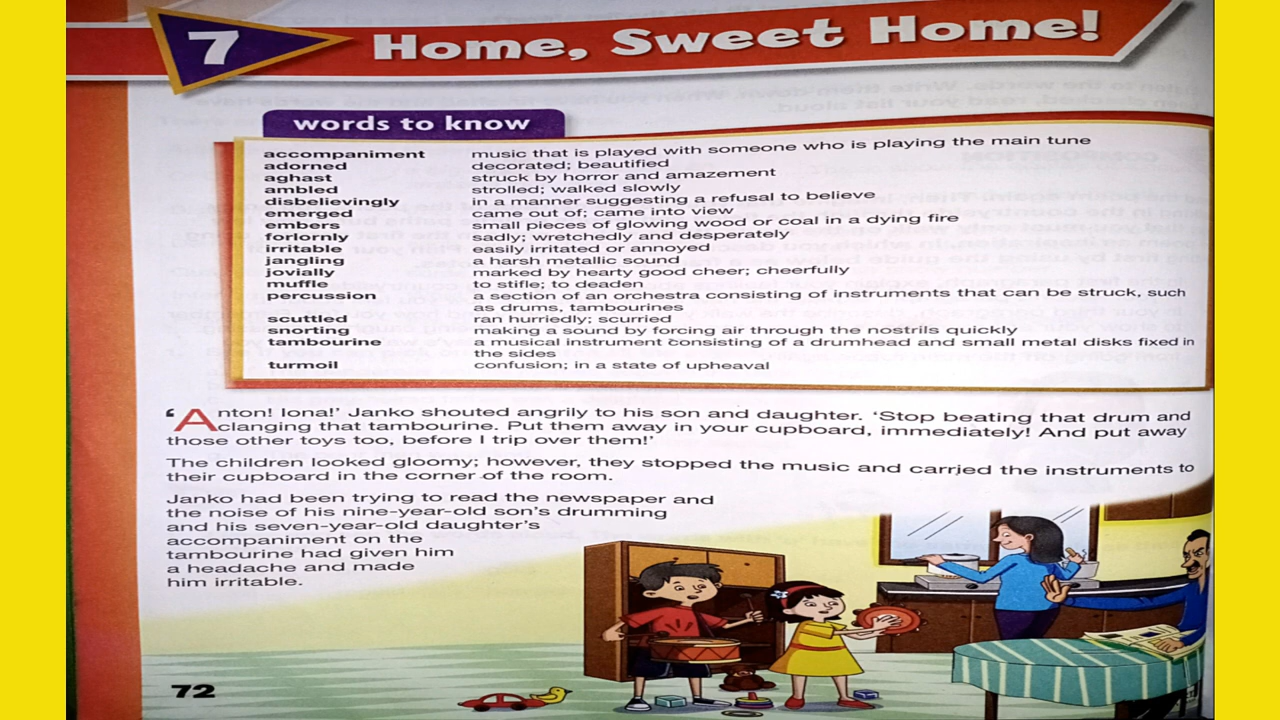 7
Home, Sweet Home!
words to know
accompaniment music that is played with someone who is playing the main tune
adorned decorated; beautified
aghast struck by horror and amazement
ambled strolled; walked slowly
disbelievingly in a manner suggesting a refusal to believe
emerged came out of; came into view
embers small pieces of glowing wood or coal in a dying fire
forlornly sadly; wretchedly and desperately
irritable easily irritated or annoyed
jangling a harsh metallic sound
jovially marked by hearty good cheer; cheerfully
muffle to stifle; to deaden
percussion a section of an orchestra consisting of instruments that can be struck, such
as drums, tambourines
scuttled ran hurriedly; scurried
snorting making a sound by forcing air through the nostrils quickly
tambourine a musical instrument consisting of a drumhead and small metal disks fixed in
the sides
turmoil confusion; in a state of upheaval
‘Anton! Iona!’ Janko shouted angrily to his son and daughter. ‘Stop beating that drum and
clanging that tambourine. Put them away in your cupboard, immediately! And put away
those other toys too, before I trip over them!’
The children looked gloomy; however, they stopped the music and carried the instruments to
their cupboard in the corner of the room.
Janko had been trying to read the newspaper and
the noise of his nine-year-old son’s drumming
and his seven-year-old daughter’s
accompaniment on the
tambourine had given him
a headache and made
him irritable.
72